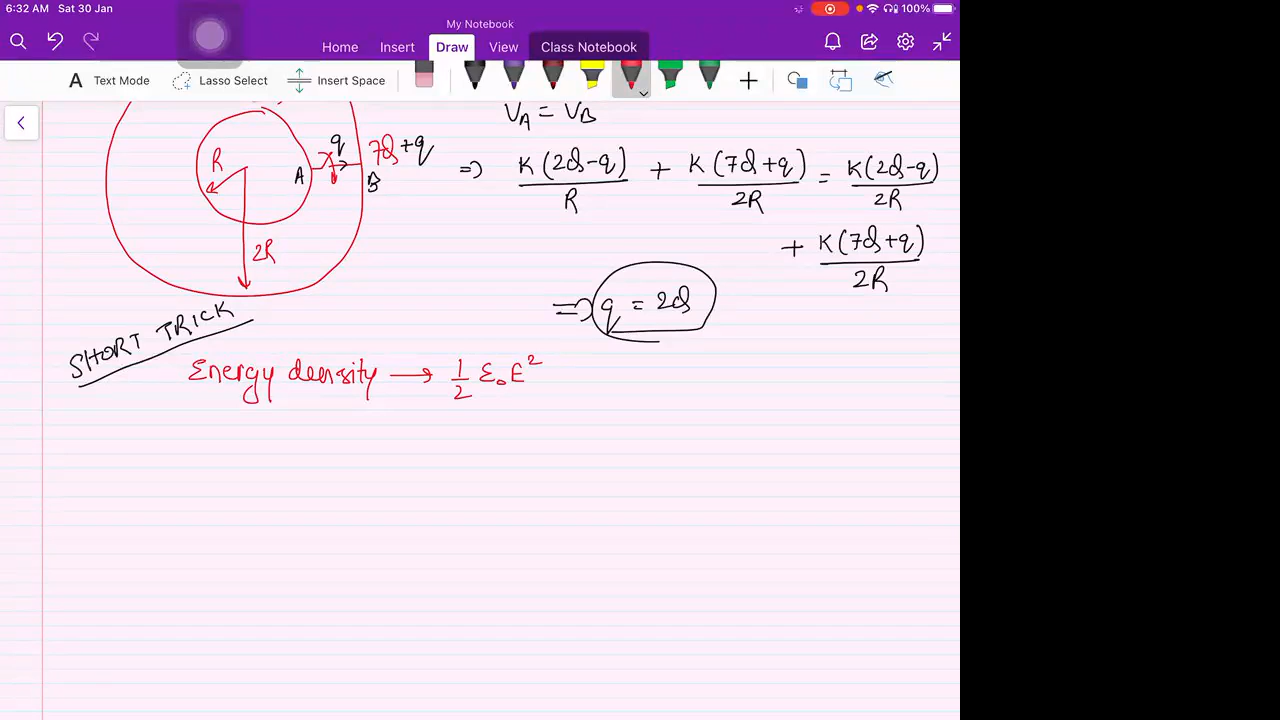 6:32 AM Sat 30 Jan
100%
My Notebook
Home Insert Draw View Class Notebook
Text Mode Lasso Select Insert Space
V_A = V_B
R
A
q
7Q+q
B
2R
⇒ K(2Q-q)/R + K(7Q+q)/2R = K(2Q-q)/2R
+ K(7Q+q)/2R
⇒ q = 2Q
SHORT TRICK
Energy density → 1/2 ε₀E²